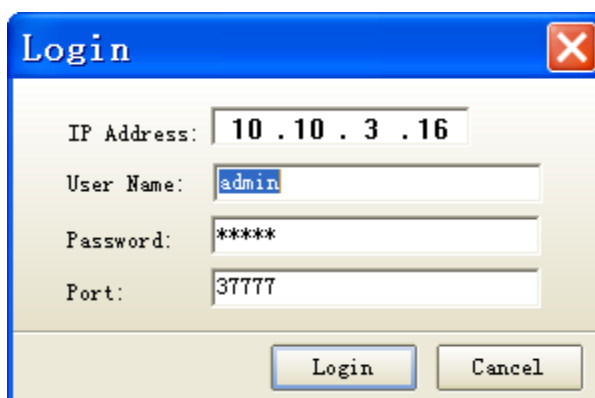 Login
IP Address: 10 .10 . 3 .16
User Name: admin
Password: *****
Port: 37777
Login Cancel